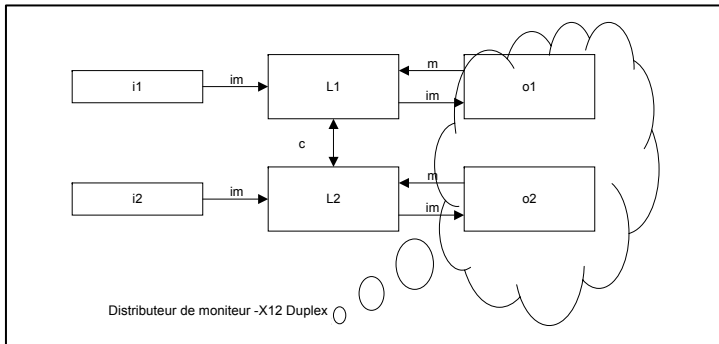 i1
im
L1
m
im
o1
c
i2
im
L2
m
im
o2
Distributeur de moniteur -X12 Duplex